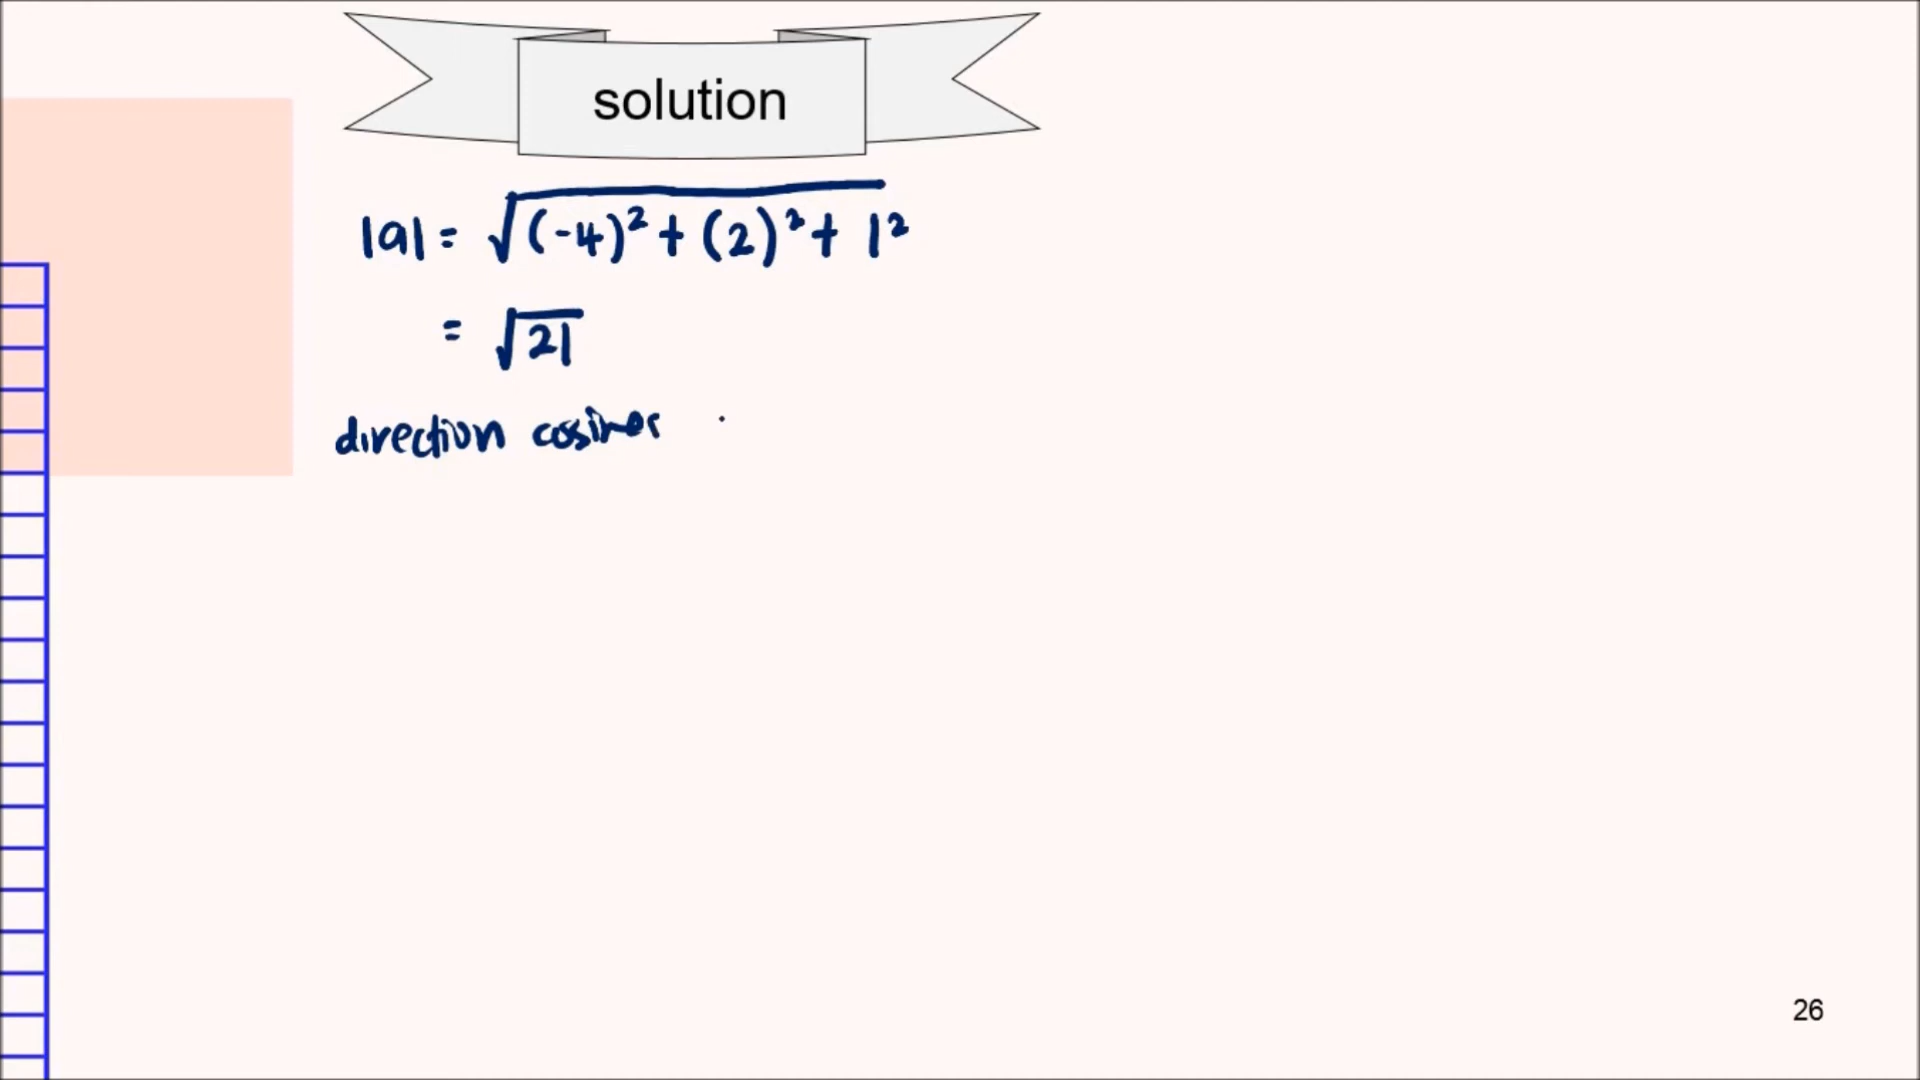 solution
|a| = √(-4)² + (2)² + 1²
= √21
direction cosines
26